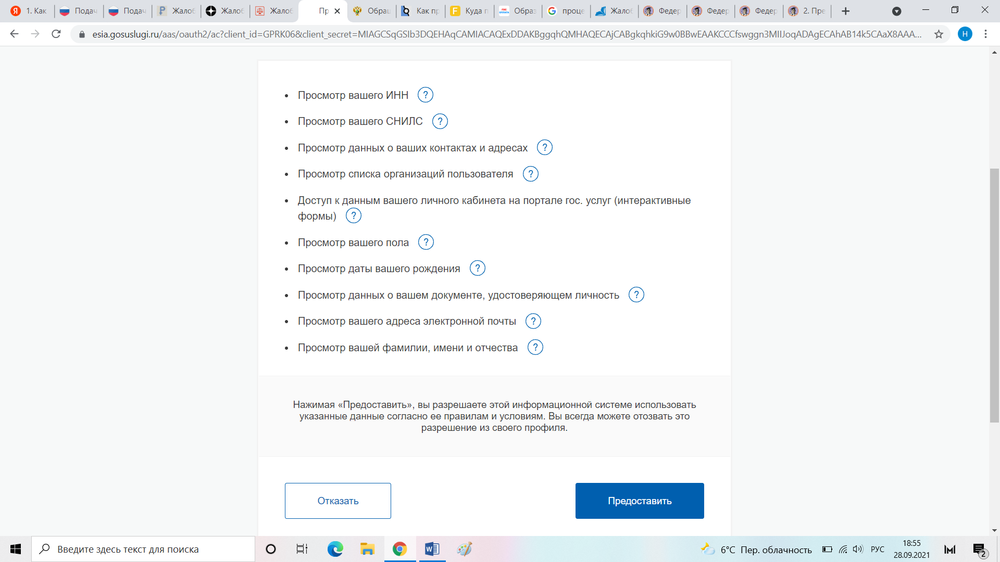 1. Как
Подач
Подач
Жалоб
Жалоб
Жалоб
Пр
Обращ
Как пр
Куда п
Образ
проце
Жалоб
Федер
Федер
Федер
2. Пре
esia.gosuslugi.ru/aas/oauth2/ac?client_id=GPRK06&client_secret=MIAGCSqGSIb3DQEHAqCAMIACAQExDDAKBggqhQMHAQECAjCABgkqhkiG9w0BBwEAAKCCCfswggn3MIIJoqADAgECAhAB14k5CAaX8AAA...
Н
Просмотр вашего ИНН ?
Просмотр вашего СНИЛС ?
Просмотр данных о ваших контактах и адресах ?
Просмотр списка организаций пользователя ?
Доступ к данным вашего личного кабинета на портале гос. услуг (интерактивные
формы) ?
Просмотр вашего пола ?
Просмотр даты вашего рождения ?
Просмотр данных о вашем документе, удостоверяющем личность ?
Просмотр вашего адреса электронной почты ?
Просмотр вашей фамилии, имени и отчества ?
Нажимая «Предоставить», вы разрешаете этой информационной системе использовать
указанные данные согласно ее правилам и условиям. Вы всегда можете отозвать это
разрешение из своего профиля.
Отказать
Предоставить
Введите здесь текст для поиска
6°C Пер. облачность
РУС
18:55
28.09.2021
2